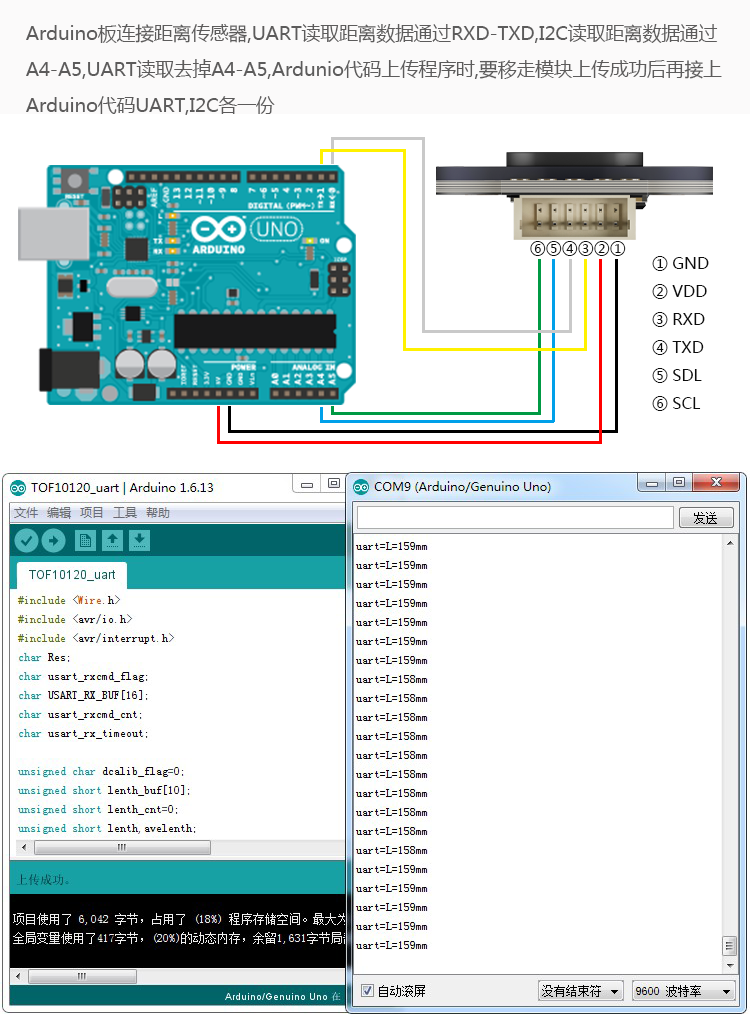 Arduino板连接距离传感器,UART读取距离数据通过RXD-TXD,I2C读取距离数据通过
A4-A5,UART读取去掉A4-A5,Ardunio代码上传程序时,要移走模块上传成功后再接上
Arduino代码UART,I2C各一份
RESET
AREF
GND
13
12
~11
~10
~9
8
7
~6
~5
4
~3
2
TX→1
RX←0
DIGITAL (PWM~)
UNO
ARDUINO
TX
RX
ON
ICSP
POWER
ANALOG IN
IOREF
RESET
3.3V
5V
GND
GND
Vin
A0
A1
A2
A3
A4
A5
⑥⑤④③②①
① GND
② VDD
③ RXD
④ TXD
⑤ SDL
⑥ SCL
TOF10120_uart | Arduino 1.6.13
文件 编辑 项目 工具 帮助
TOF10120_uart
#include <Wire.h>
#include <avr/io.h>
#include <avr/interrupt.h>
char Res;
char usart_rxcmd_flag;
char USART_RX_BUF[16];
char usart_rxcmd_cnt;
char usart_rx_timeout;
unsigned char dcalib_flag=0;
unsigned short lenth_buf[10];
unsigned short lenth_cnt=0;
unsigned short lenth,avelenth;
上传成功。
项目使用了 6,042 字节，占用了 (18%) 程序存储空间。最大为
全局变量使用了417字节，(20%)的动态内存，余留1,631字节局
Arduino/Genuino Uno 在
COM9 (Arduino/Genuino Uno)
发送
uart=L=159mm
uart=L=159mm
uart=L=159mm
uart=L=159mm
uart=L=159mm
uart=L=159mm
uart=L=159mm
uart=L=158mm
uart=L=158mm
uart=L=158mm
uart=L=158mm
uart=L=158mm
uart=L=158mm
uart=L=158mm
uart=L=158mm
uart=L=158mm
uart=L=158mm
uart=L=159mm
uart=L=159mm
uart=L=159mm
uart=L=159mm
uart=L=159mm
自动滚屏
没有结束符
9600 波特率